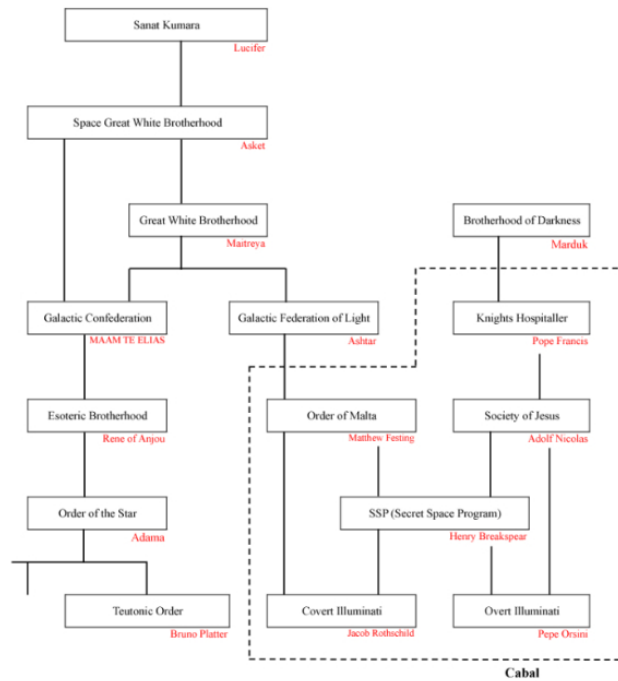 Sanat Kumara
Lucifer
Space Great White Brotherhood
Asket
Great White Brotherhood
Maitreya
Brotherhood of Darkness
Marduk
Galactic Confederation
MAAM TE ELIAS
Galactic Federation of Light
Ashtar
Knights Hospitaller
Pope Francis
Esoteric Brotherhood
Rene of Anjou
Order of Malta
Matthew Festing
Society of Jesus
Adolf Nicolas
Order of the Star
Adama
SSP (Secret Space Program)
Henry Breakspear
Teutonic Order
Bruno Platter
Covert Illuminati
Jacob Rothschild
Overt Illuminati
Pepe Orsini
Cabal